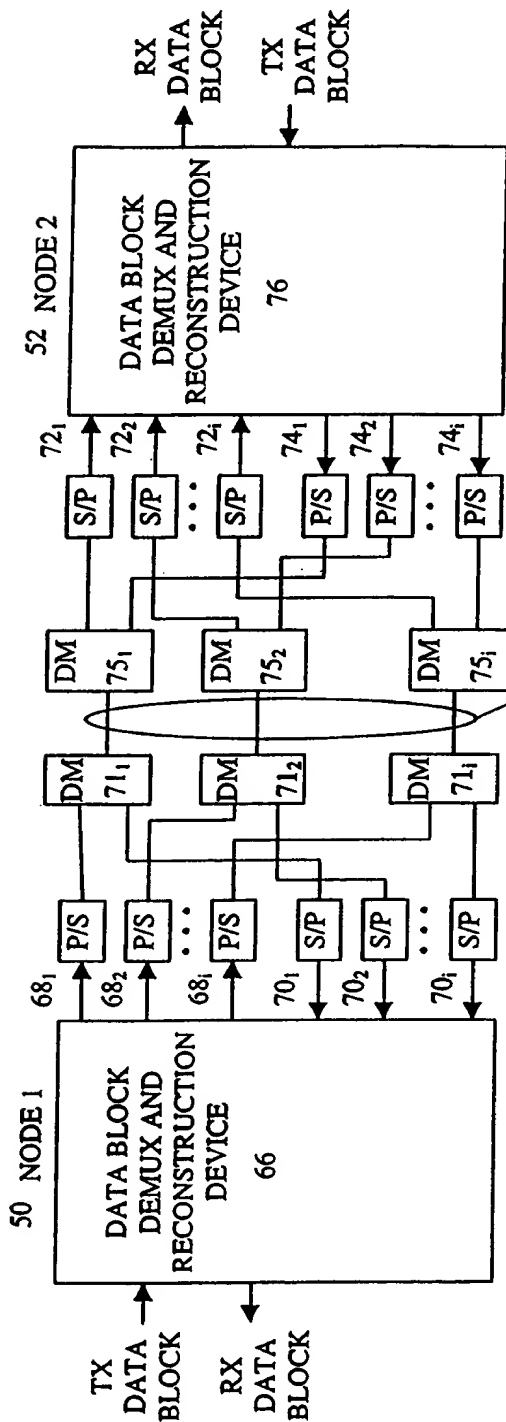 50 NODE 1
TX
DATA
BLOCK
RX
DATA
BLOCK
DATA BLOCK
DEMUX AND
RECONSTRUCTION
DEVICE
66
68₁
68₂
68ᵢ
70₁
70₂
70ᵢ
P/S
P/S
P/S
S/P
S/P
S/P
DM
71₁
DM
71₂
DM
71ᵢ
DM
75₁
DM
75₂
DM
75ᵢ
S/P
S/P
S/P
P/S
P/S
P/S
72₁
72₂
72ᵢ
74₁
74₂
74ᵢ
52 NODE 2
DATA BLOCK
DEMUX AND
RECONSTRUCTION
DEVICE
76
RX
DATA
BLOCK
TX
DATA
BLOCK